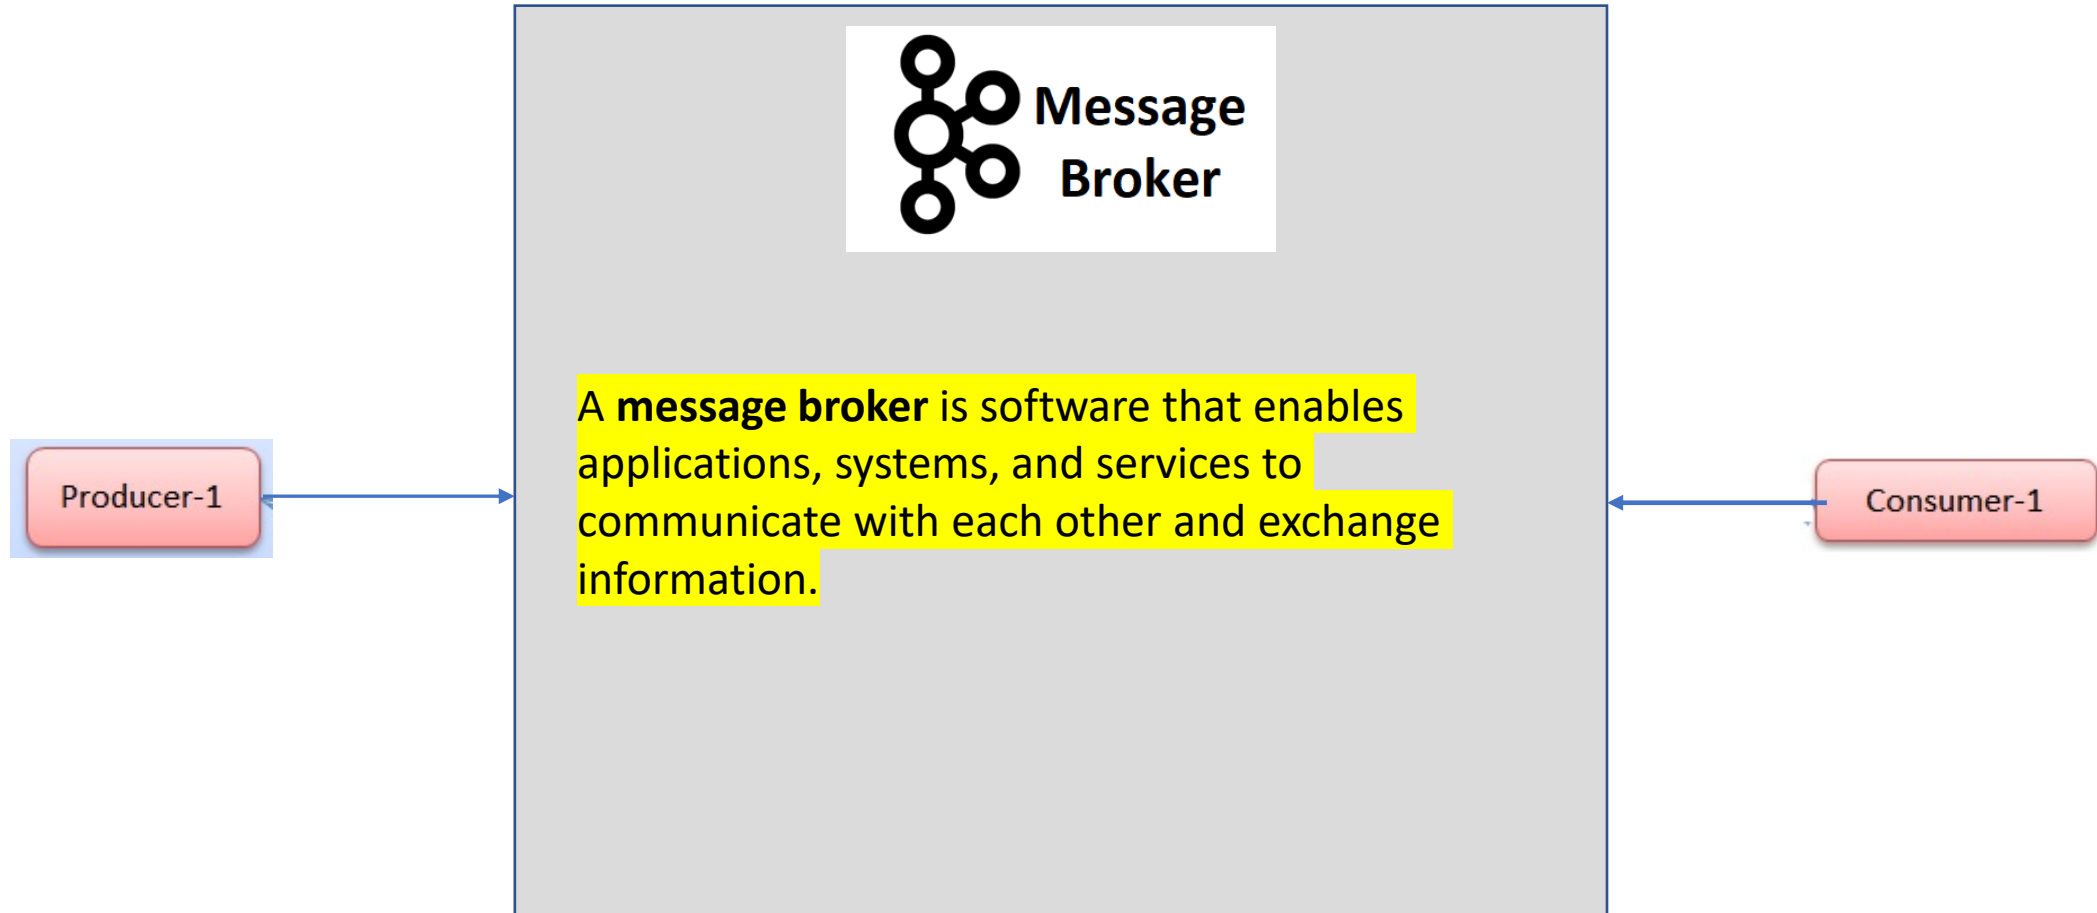 Message
Broker
A message broker is software that enables
applications, systems, and services to
communicate with each other and exchange
information.
Producer-1
Consumer-1